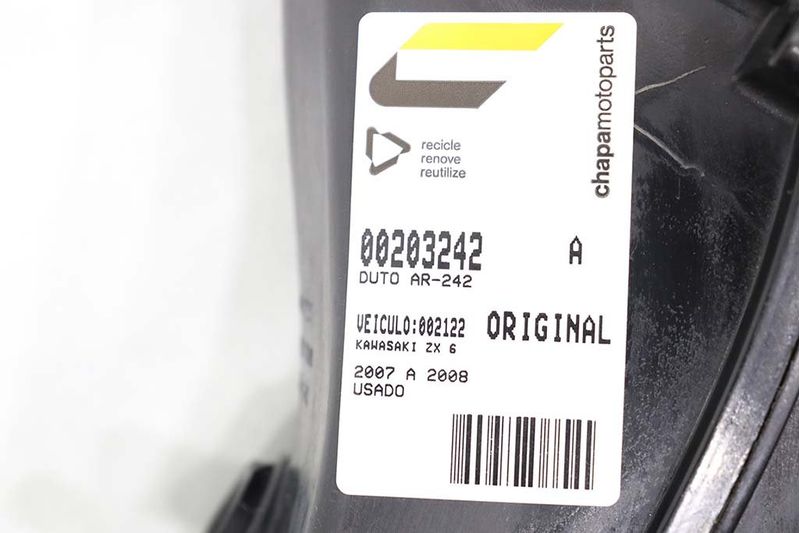 chapamotoparts
recicle
renove
reutilize
00203242 A
DUTO AR-242
VEICULO:002122 ORIGINAL
KAWASAKI ZX 6
2007 A 2008
USADO